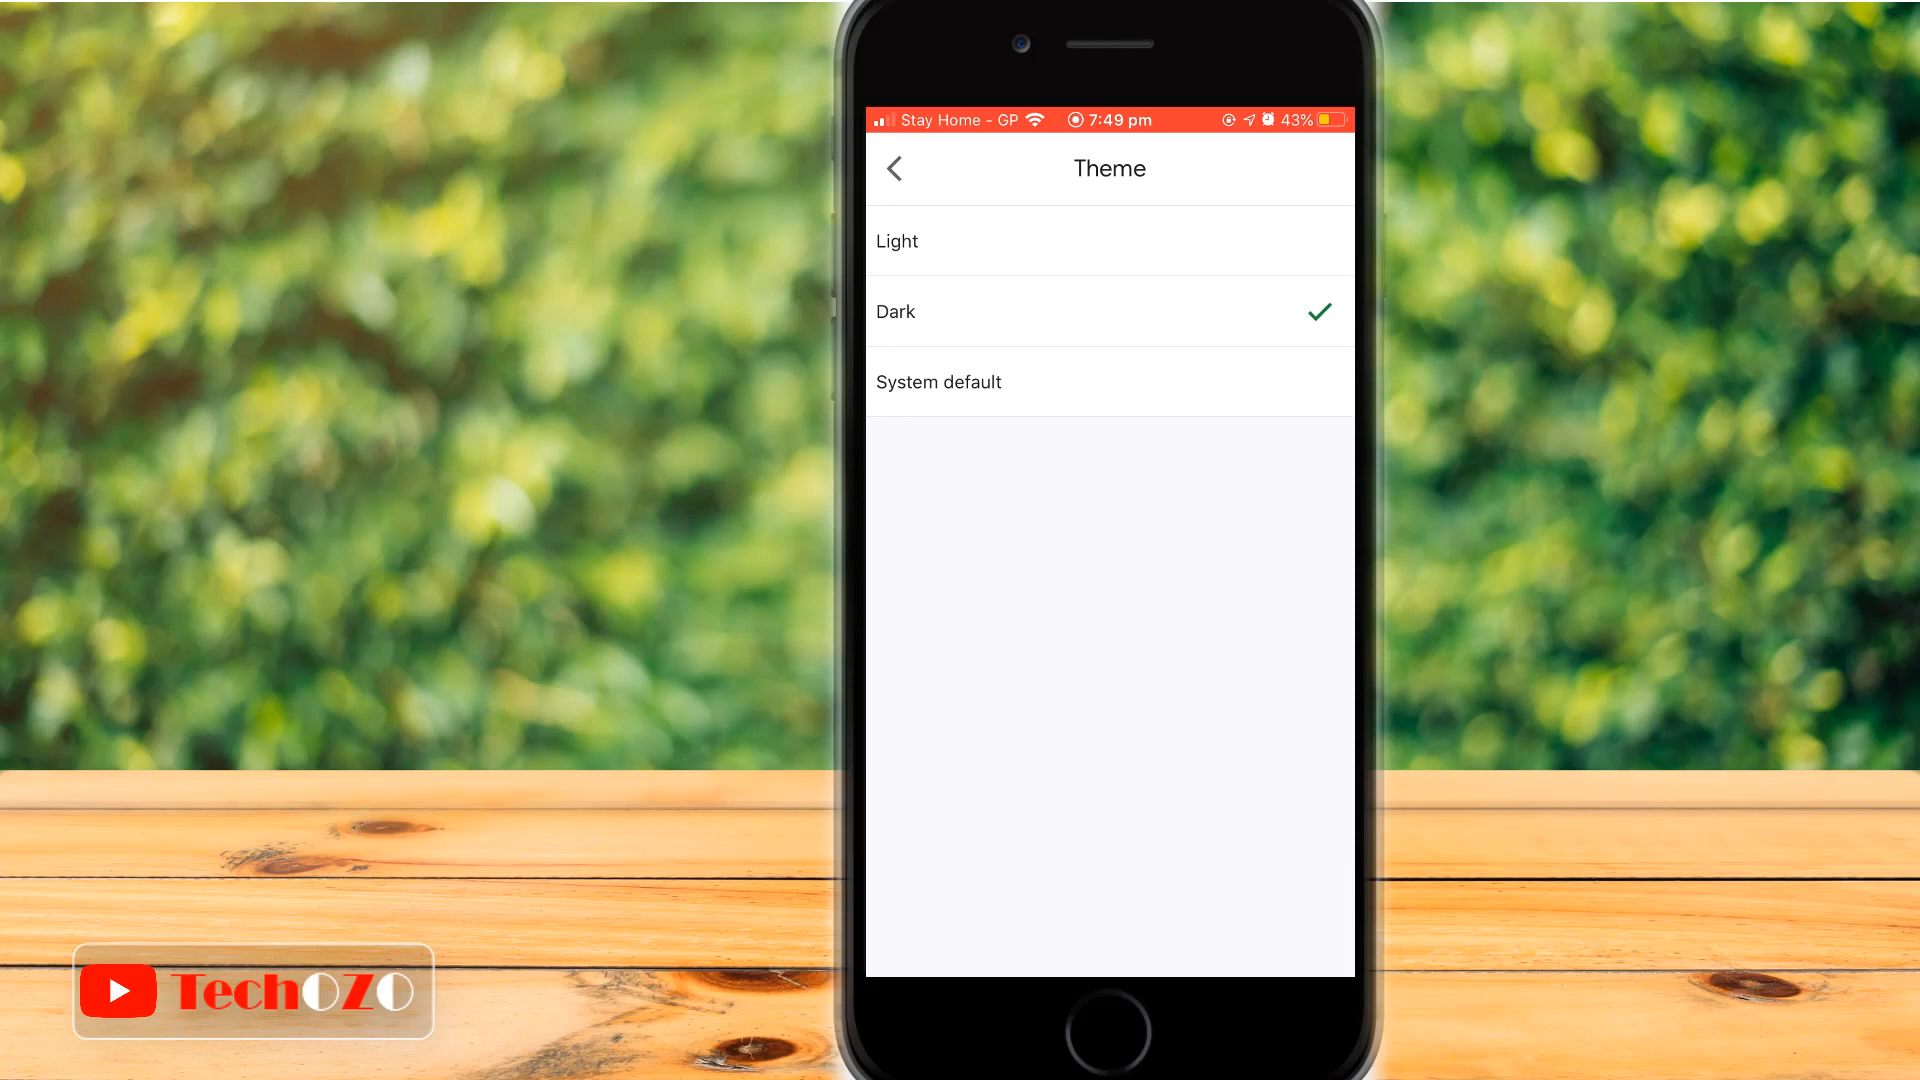 Stay Home - GP 7:49 pm 43%
Theme
Light
Dark
System default
TechOZO